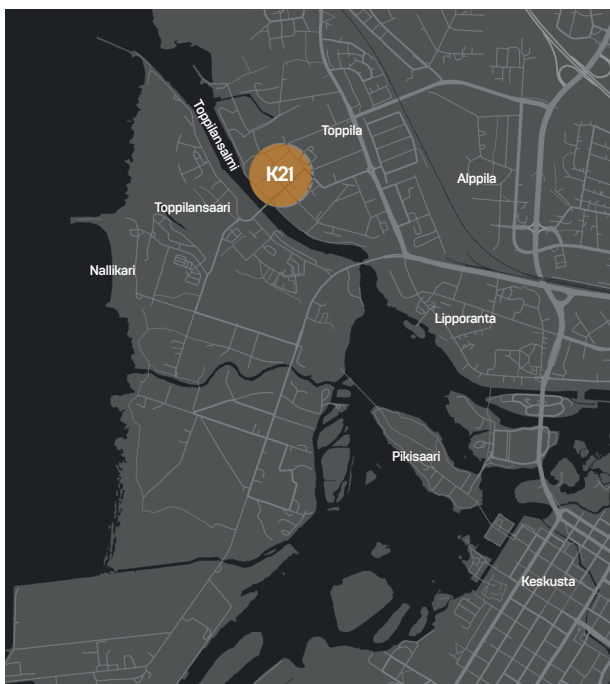 Toppilansalmi
Toppila
K21
Alppila
Toppilansaari
Nallikari
Lipporanta
Pikisaari
Keskusta